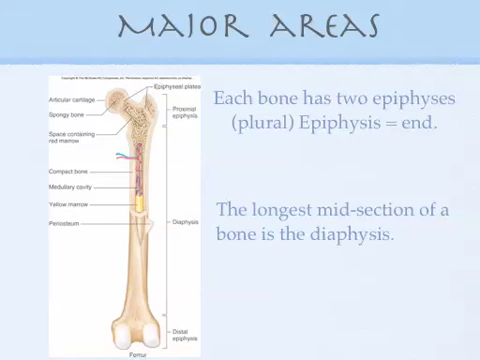 Major Areas
Epiphyseal plates
Articular cartilage
Proximal
epiphysis
Spongy bone
Space containing
red marrow
Compact bone
Medullary cavity
Yellow marrow
Periosteum
Diaphysis
Distal
epiphysis
Femur
Each bone has two epiphyses
(plural) Epiphysis = end.
The longest mid-section of a
bone is the diaphysis.